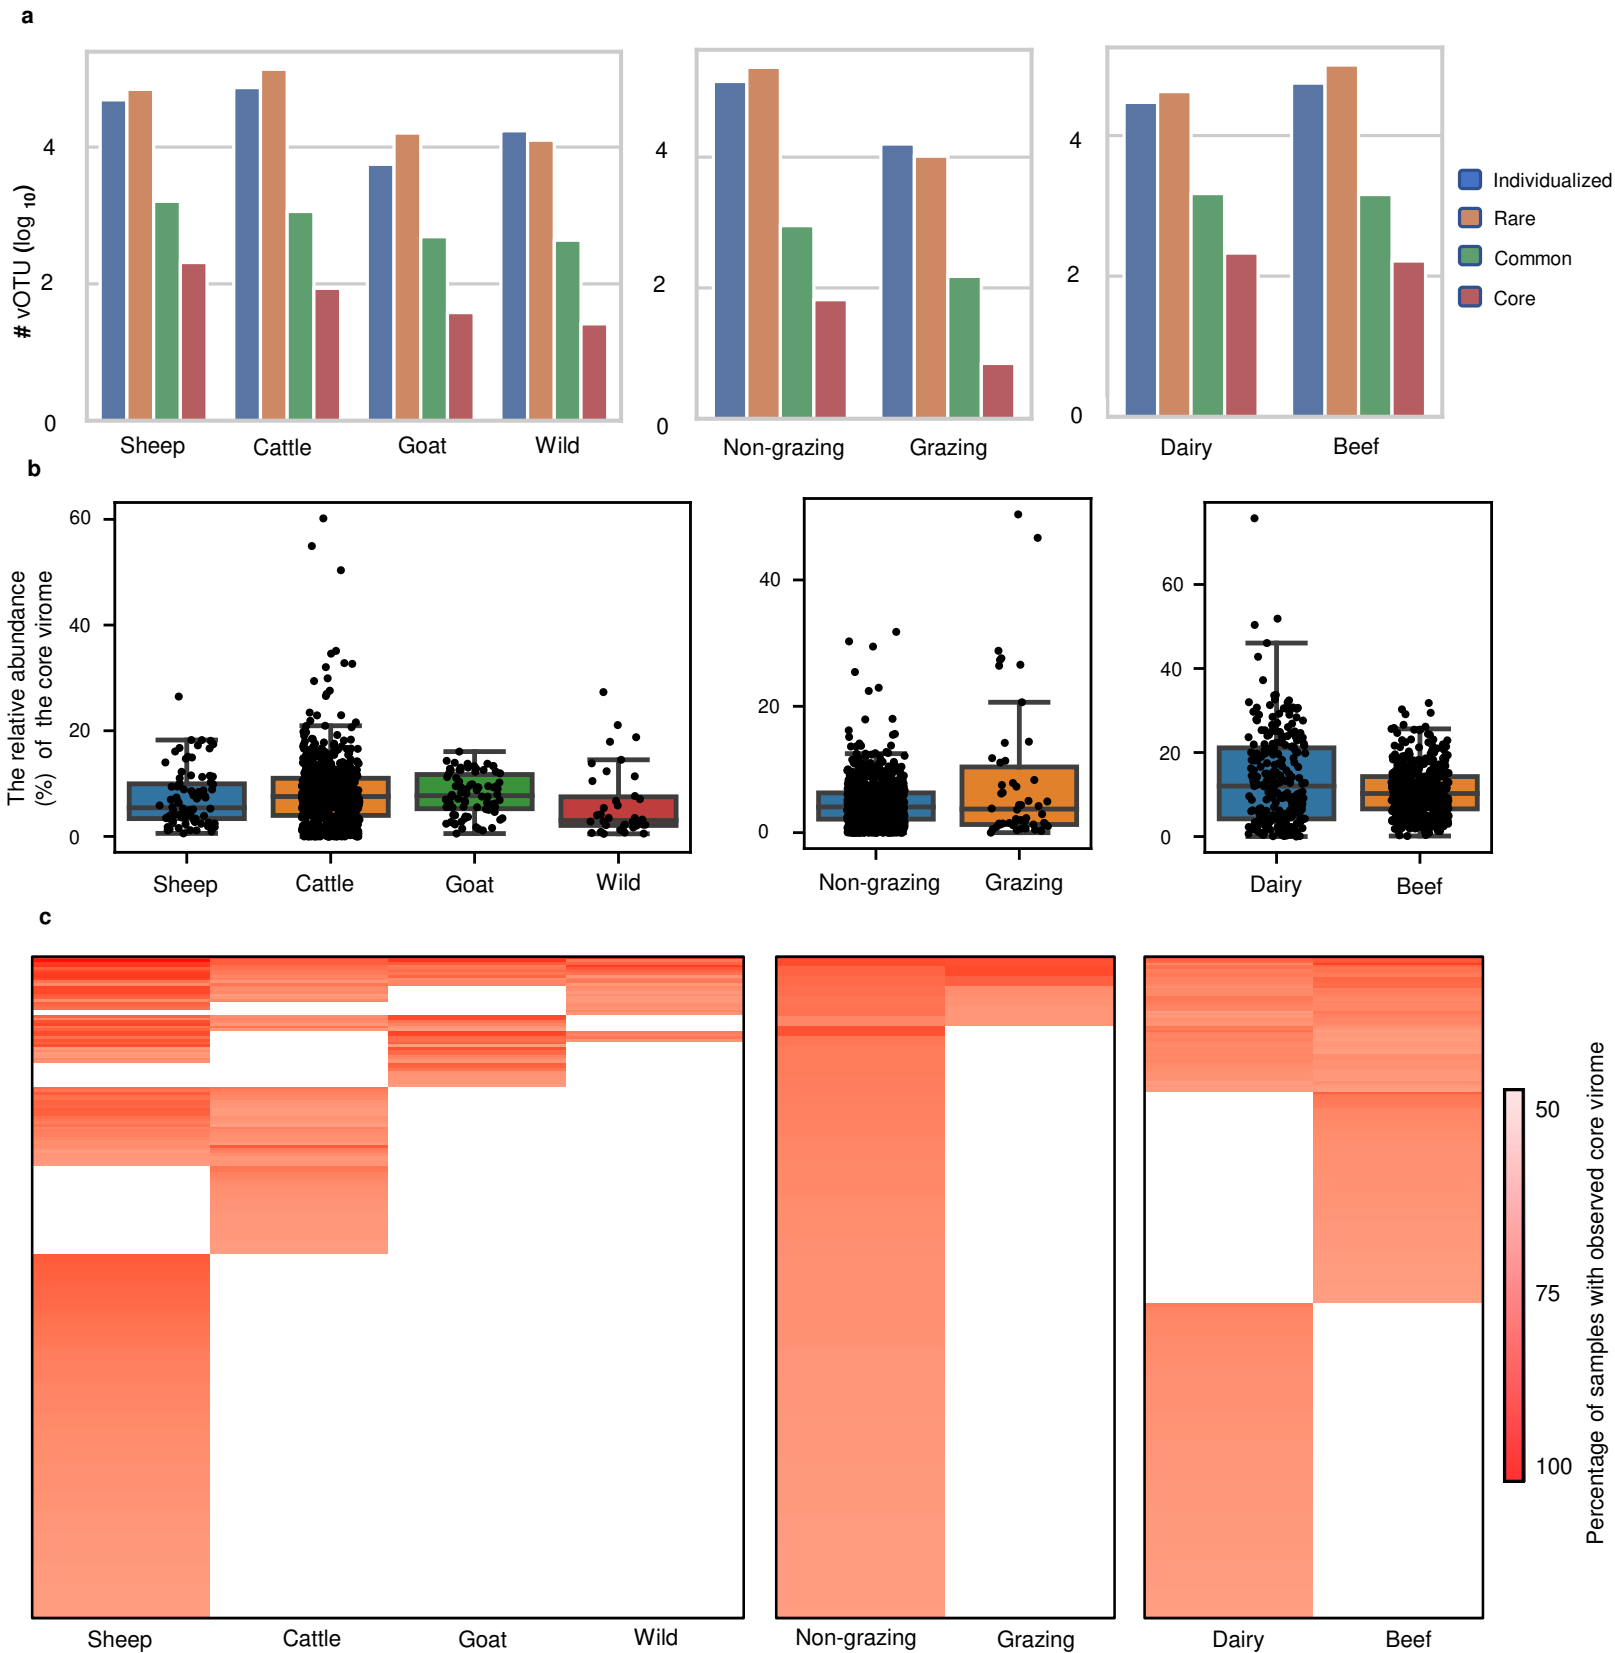 a
# vOTU (log 10)
4
2
0
Sheep
Cattle
Goat
Wild
4
2
0
Non-grazing
Grazing
4
2
0
Dairy
Beef
Individualized
Rare
Common
Core
b
The relative abundance
(%) of the core virome
60
40
20
0
Sheep
Cattle
Goat
Wild
40
20
0
Non-grazing
Grazing
60
40
20
0
Dairy
Beef
c
Sheep
Cattle
Goat
Wild
Non-grazing
Grazing
Dairy
Beef
50
75
100
Percentage of samples with observed core virome